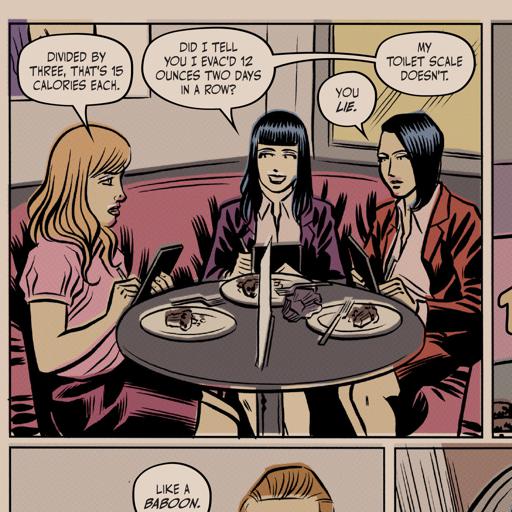 DIVIDED BY
THREE, THAT'S 15
CALORIES EACH.
DID I TELL
YOU I EVAC'D 12
OUNCES TWO DAYS
IN A ROW?
YOU
LIE.
MY
TOILET SCALE
DOESN'T.
LIKE A
BABOON.